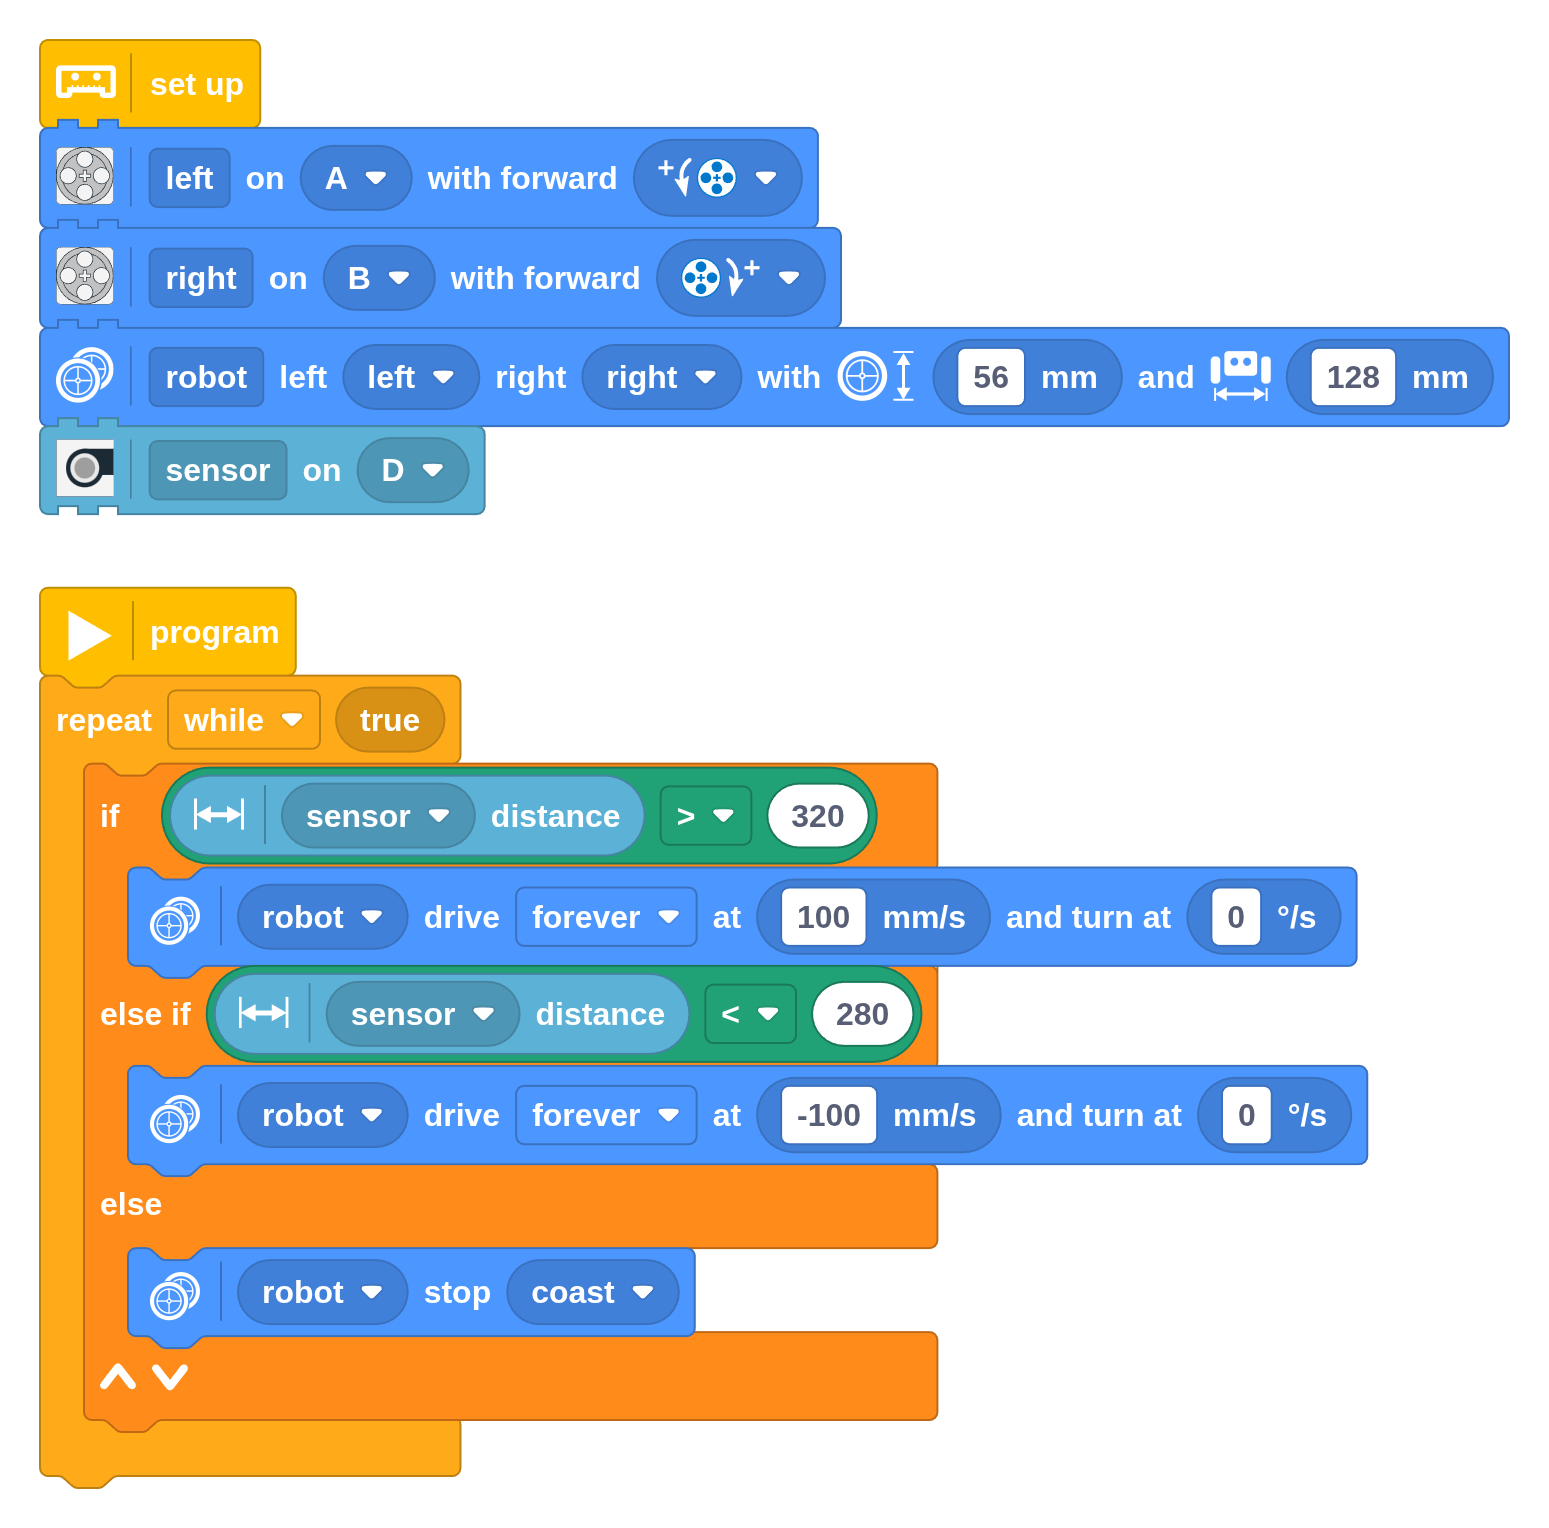 set up
left on A with forward +
right on B with forward +
robot left left right right with 56 mm and 128 mm
sensor on D
program
repeat while true
if sensor distance > 320
robot drive forever at 100 mm/s and turn at 0 °/s
else if sensor distance < 280
robot drive forever at -100 mm/s and turn at 0 °/s
else
robot stop coast